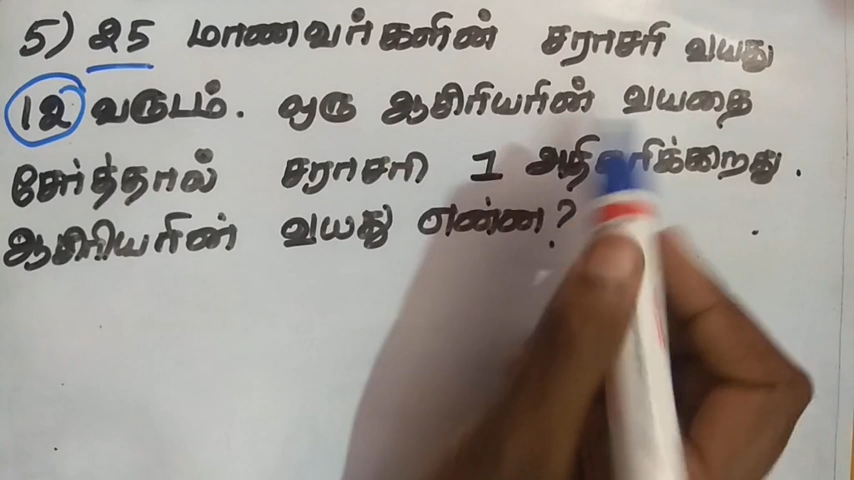 5) 25 மாணவர்களின் சராசரி வயது
12 வருடம். ஒரு ஆசிரியரின் வயதை
சேர்த்தால் சராசரி 1 அதிகரிக்கிறது.
ஆசிரியரின் வயது என்ன?